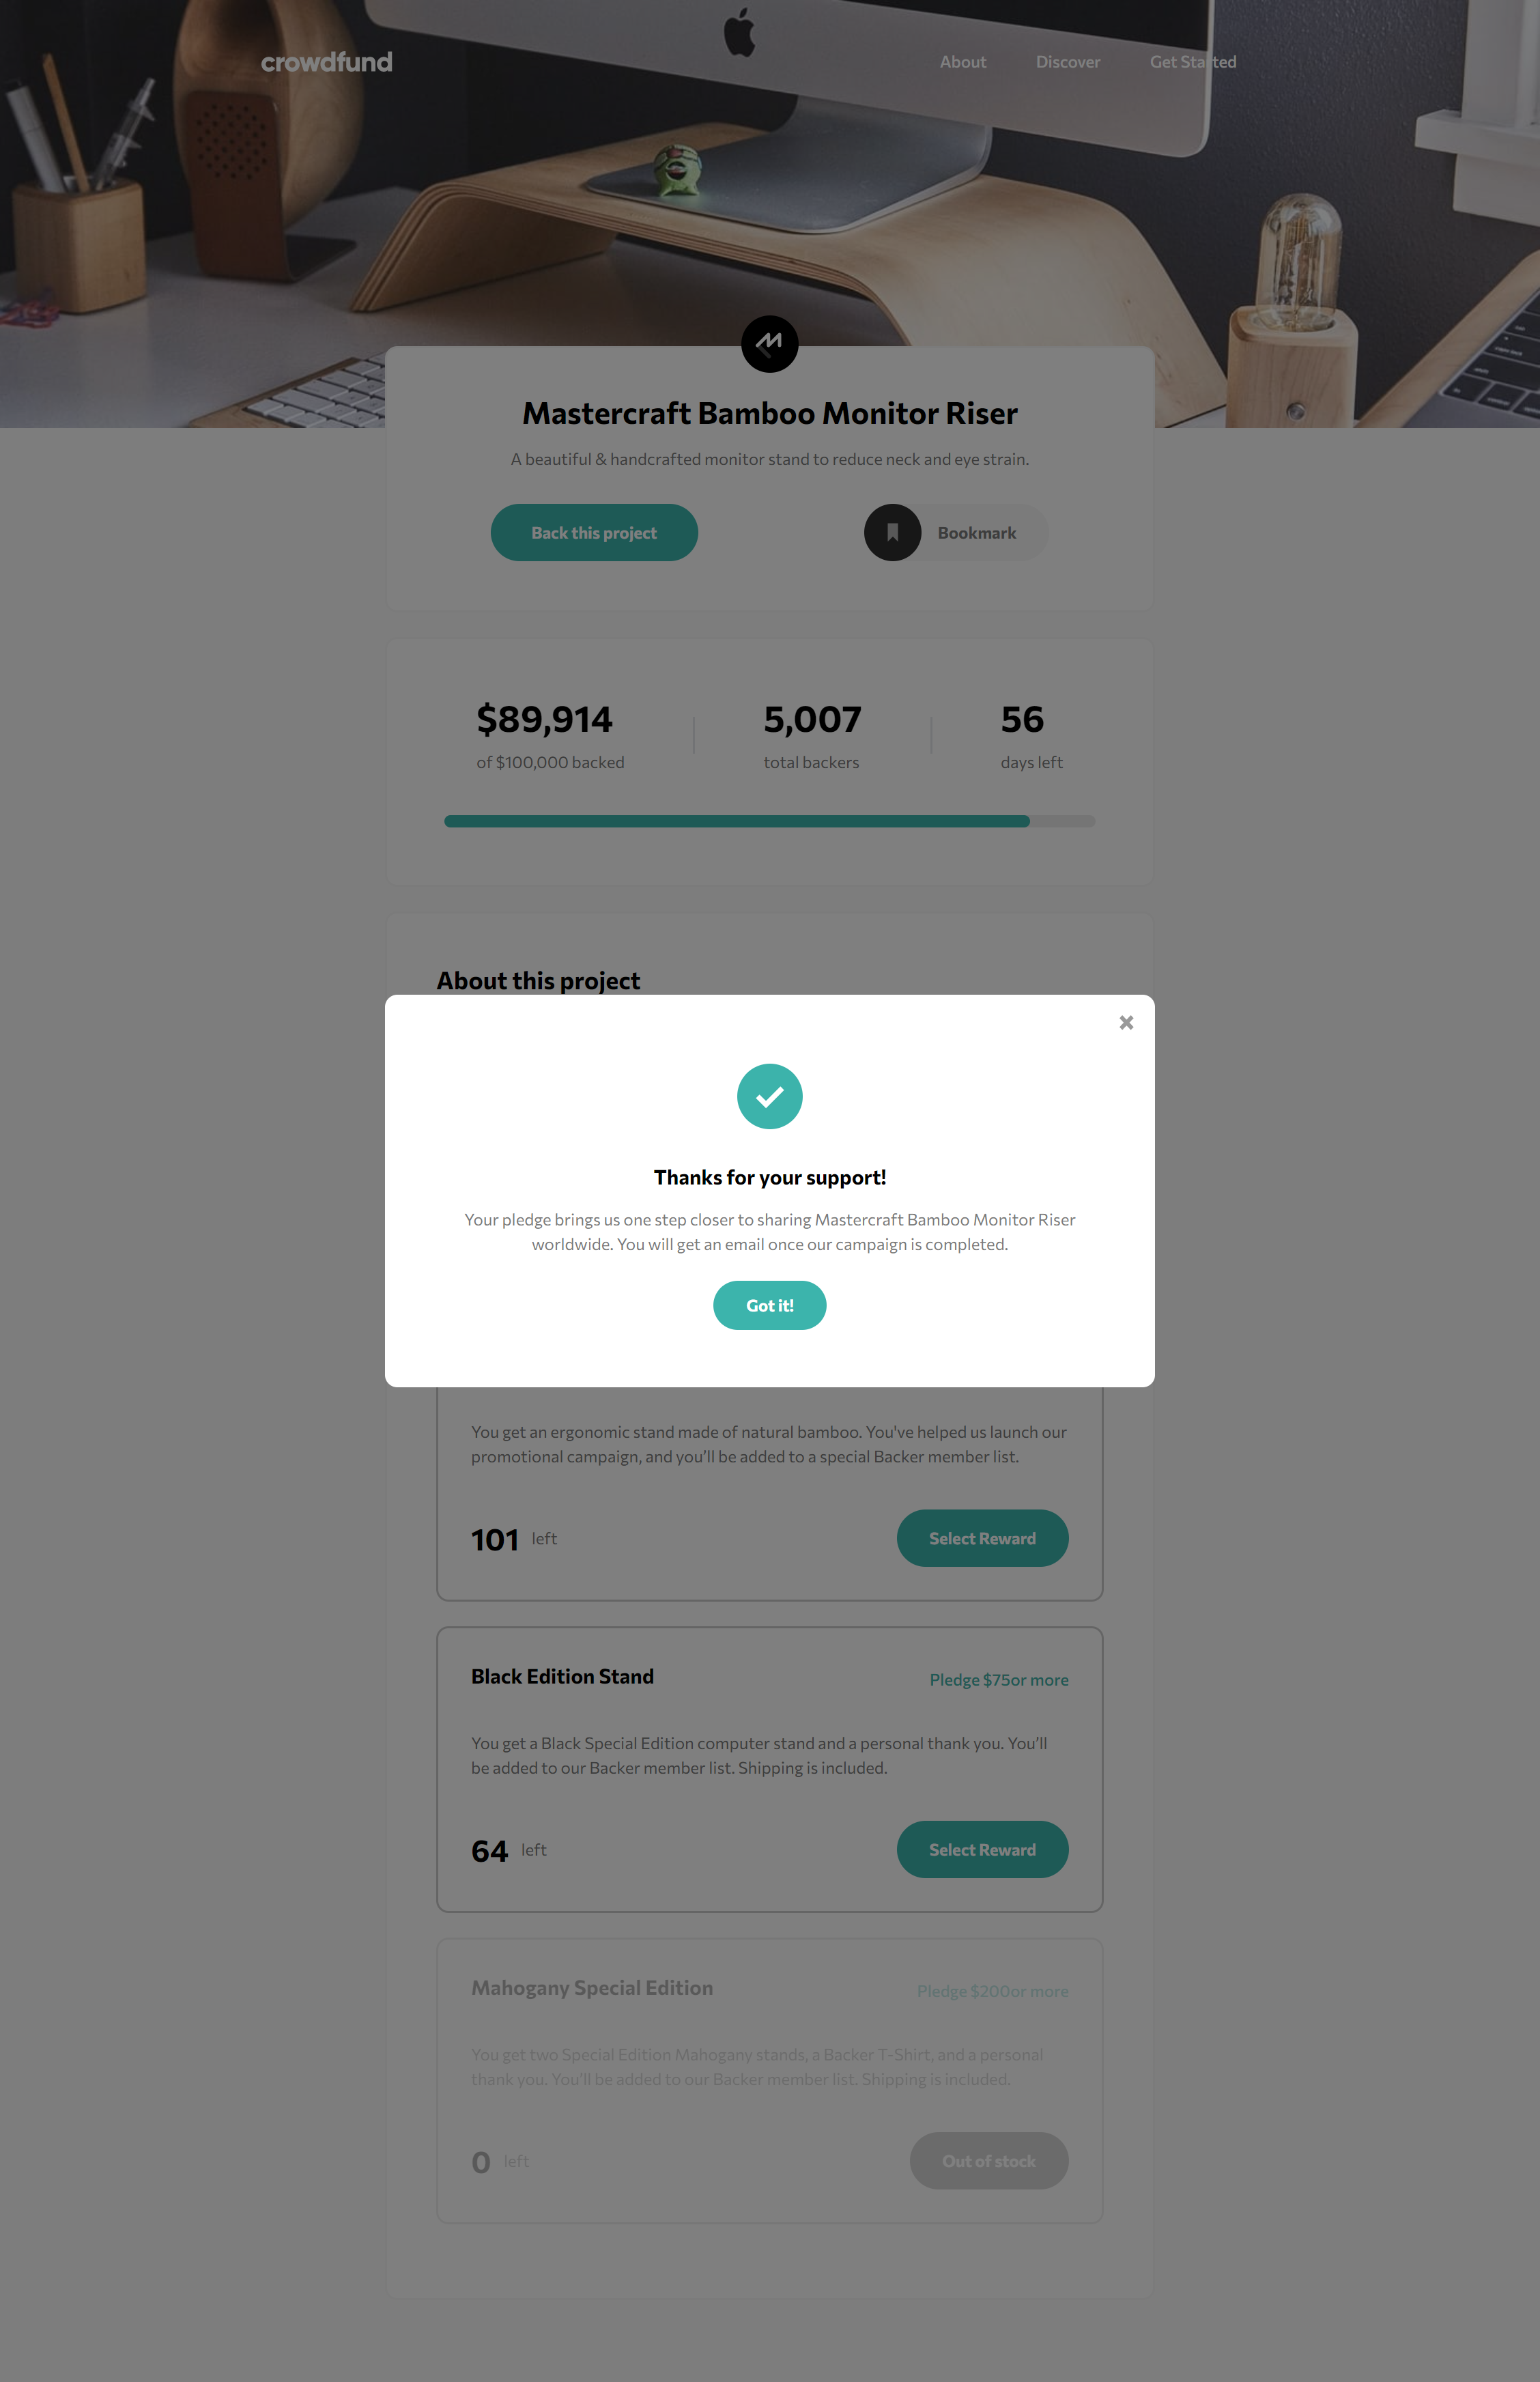 crowdfund
About Discover Get Started
Mastercraft Bamboo Monitor Riser
A beautiful & handcrafted monitor stand to reduce neck and eye strain.
Back this project
Bookmark
$89,914
of $100,000 backed
5,007
total backers
56
days left
About this project
Thanks for your support!
Your pledge brings us one step closer to sharing Mastercraft Bamboo Monitor Riser
worldwide. You will get an email once our campaign is completed.
Got it!
You get an ergonomic stand made of natural bamboo. You've helped us launch our
promotional campaign, and you'll be added to a special Backer member list.
101 left
Select Reward
Black Edition Stand
Pledge $75or more
You get a Black Special Edition computer stand and a personal thank you. You'll
be added to our Backer member list. Shipping is included.
64 left
Select Reward
Mahogany Special Edition
Pledge $200or more
You get two Special Edition Mahogany stands, a Backer T-Shirt, and a personal
thank you. You'll be added to our Backer member list. Shipping is included.
0 left
Out of stock